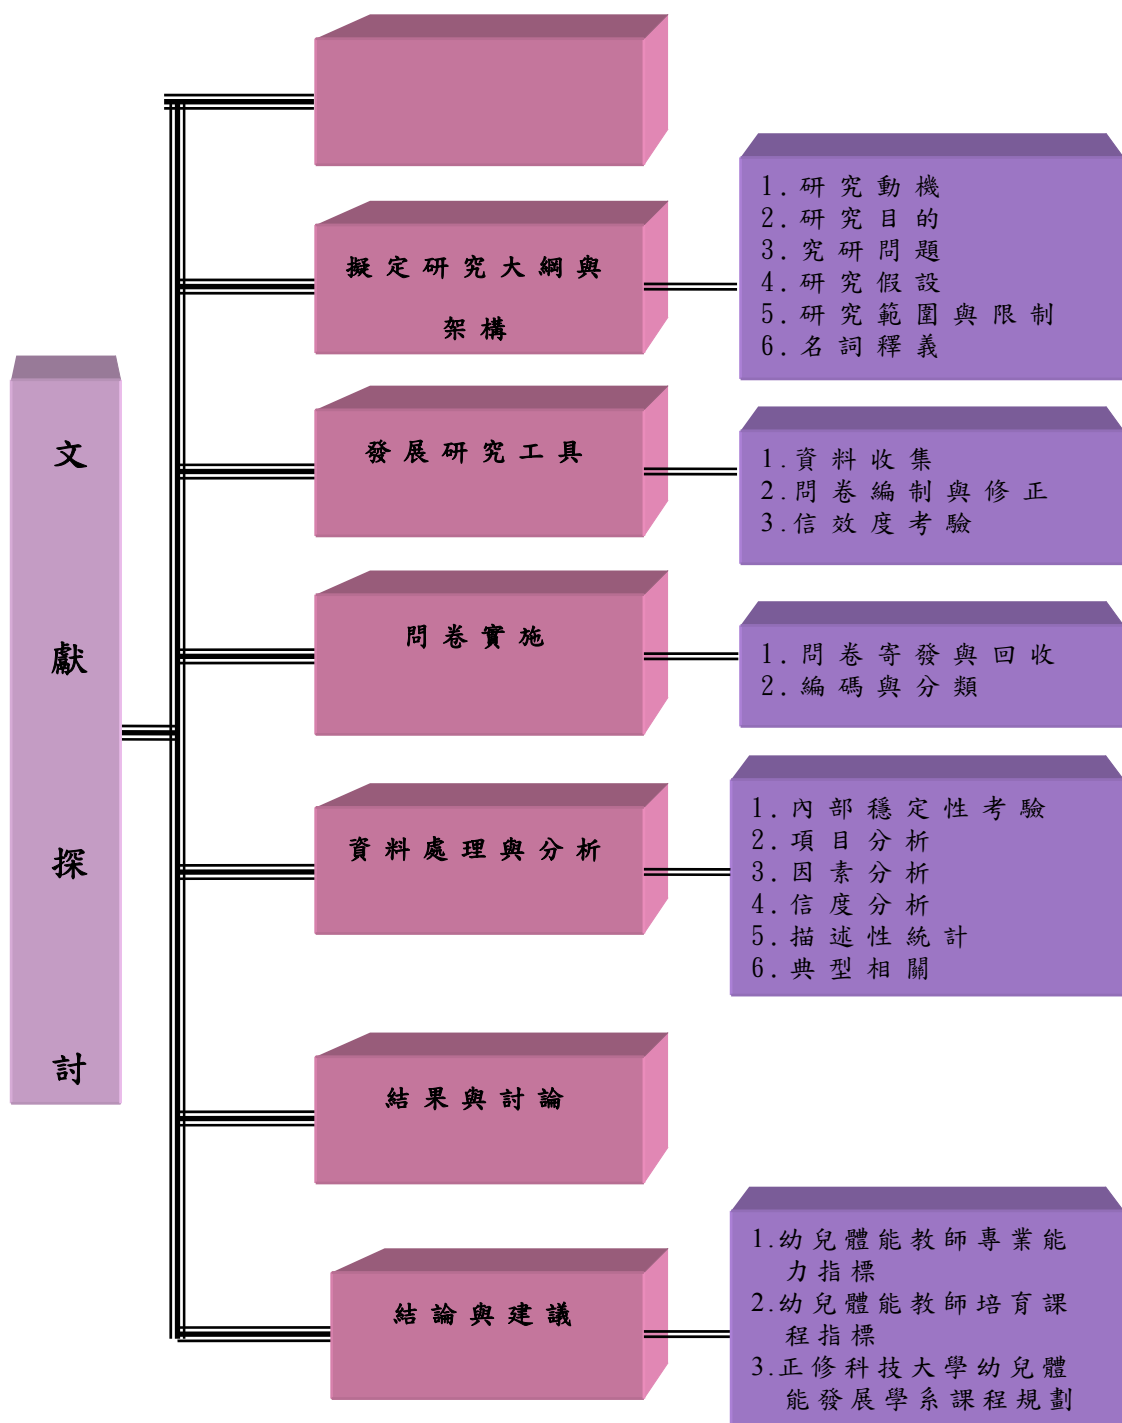 文
獻
探
討
擬定研究大綱與
架構
1.研究動機
2.研究目的
3.究研問題
4.研究假設
5.研究範圍與限制
6.名詞釋義
發展研究工具
1.資料收集
2.問卷編制與修正
3.信效度考驗
問卷實施
1.問卷寄發與回收
2.編碼與分類
資料處理與分析
1.內部穩定性考驗
2.項目分析
3.因素分析
4.信度分析
5.描述性統計
6.典型相關
結果與討論
結論與建議
1.幼兒體能教師專業能
力指標
2.幼兒體能教師培育課
程指標
3.正修科技大學幼兒體
能發展學系課程規劃